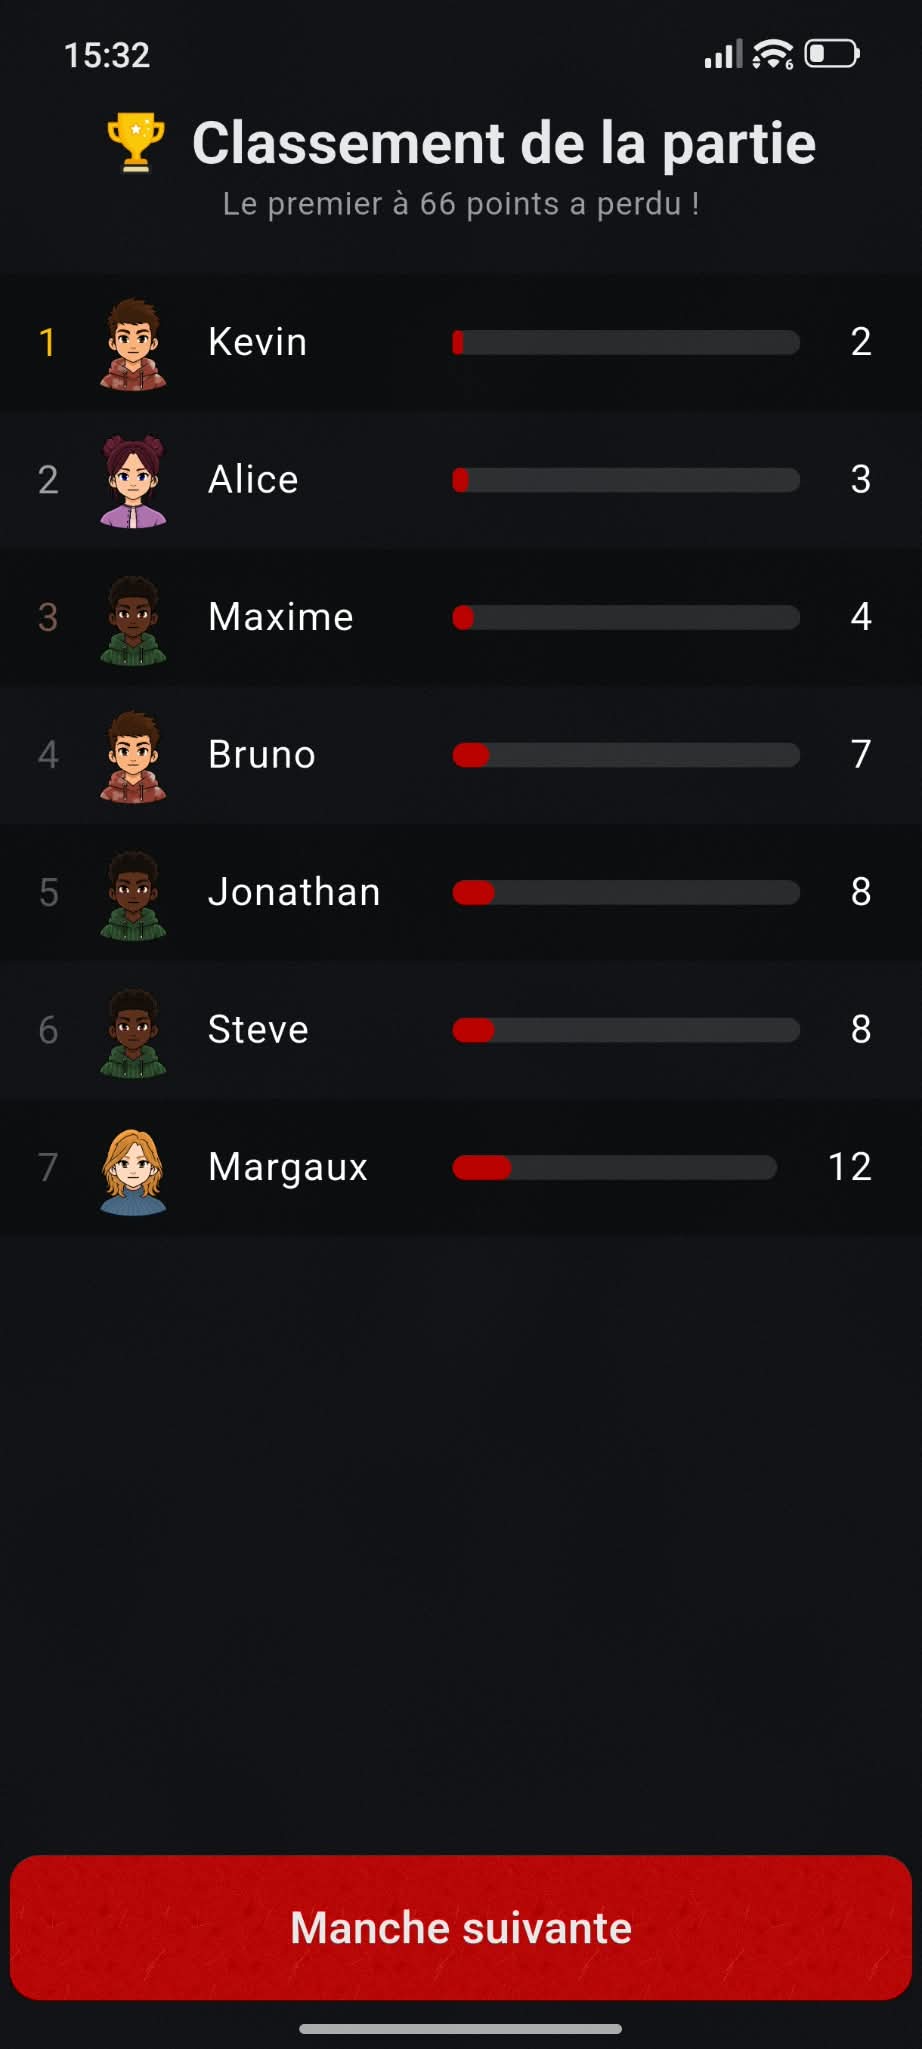 15:32
6
Classement de la partie
Le premier à 66 points a perdu !
1 Kevin 2
2 Alice 3
3 Maxime 4
4 Bruno 7
5 Jonathan 8
6 Steve 8
7 Margaux 12
Manche suivante